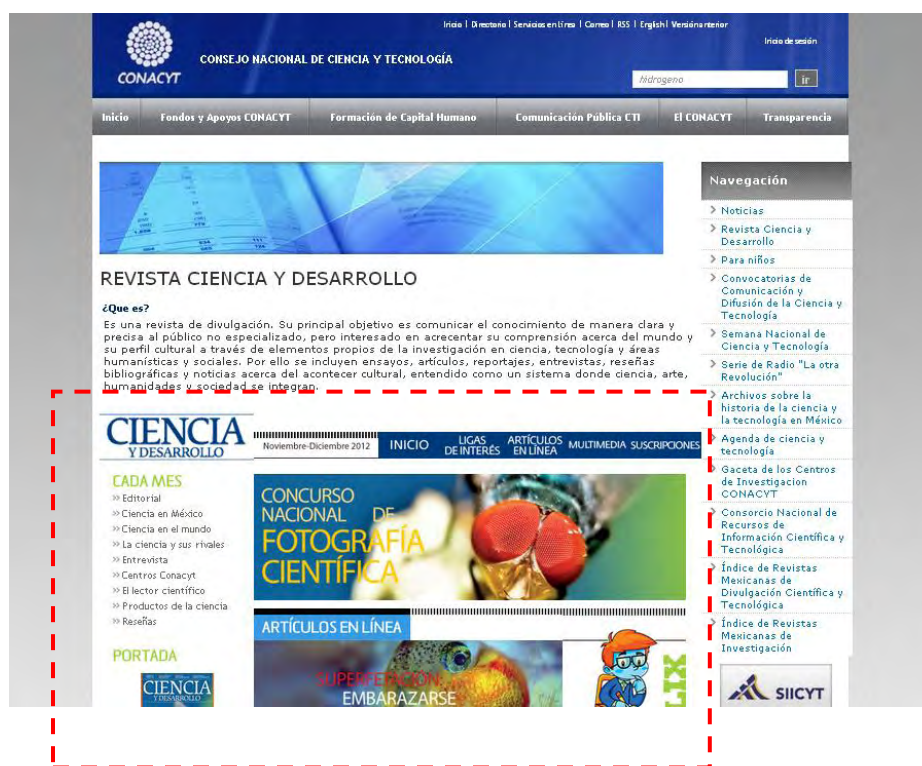 Inicio | Directorio | Servicios en línea | Correo | RSS | English | Versión anterior
Inicio de sesión
CONACYT
CONSEJO NACIONAL DE CIENCIA Y TECNOLOGÍA
hidrogeno
ir
Inicio Fondos y Apoyos CONACYT Formación de Capital Humano Comunicación Pública CTI El CONACYT Transparencia
REVISTA CIENCIA Y DESARROLLO
¿Que es?
Es una revista de divulgación. Su principal objetivo es comunicar el conocimiento de manera clara y
precisa al público no especializado, pero interesado en acrecentar su comprensión acerca del mundo y
su perfil cultural a través de elementos propios de la investigación en ciencia, tecnología y áreas
humanísticas y sociales. Por ello se incluyen ensayos, artículos, reportajes, entrevistas, reseñas
bibliográficas y noticias acerca del acontecer cultural, entendido como un sistema donde ciencia, arte,
humanidades y sociedad se integran.
CIENCIA
Y DESARROLLO
Noviembre-Diciembre 2012
INICIO
LIGAS
DE INTERÉS
ARTÍCULOS
EN LÍNEA
MULTIMEDIA
SUSCRIPCIONES
CADA MES
» Editorial
» Ciencia en México
» Ciencia en el mundo
» La ciencia y sus rivales
» Entrevista
» Centros Conacyt
» El lector científico
» Productos de la ciencia
» Reseñas
PORTADA
CIENCIA
Y DESARROLLO
CONCURSO
NACIONAL DE
FOTOGRAFÍA
CIENTÍFICA
ARTÍCULOS EN LÍNEA
SUPERFETACIÓN:
EMBARAZARSE
LIX
Navegación
Noticias
Revista Ciencia y
Desarrollo
Para niños
Convocatorias de
Comunicación y
Difusión de la Ciencia y
Tecnología
Semana Nacional de
Ciencia y Tecnología
Serie de Radio "La otra
Revolución"
Archivos sobre la
historia de la ciencia y
la tecnología en México
Agenda de ciencia y
tecnología
Gaceta de los Centros
de Investigacion
CONACYT
Consorcio Nacional de
Recursos de
Información Científica y
Tecnológica
Índice de Revistas
Mexicanas de
Divulgación Científica y
Tecnológica
Índice de Revistas
Mexicanas de
Investigación
SIICYT